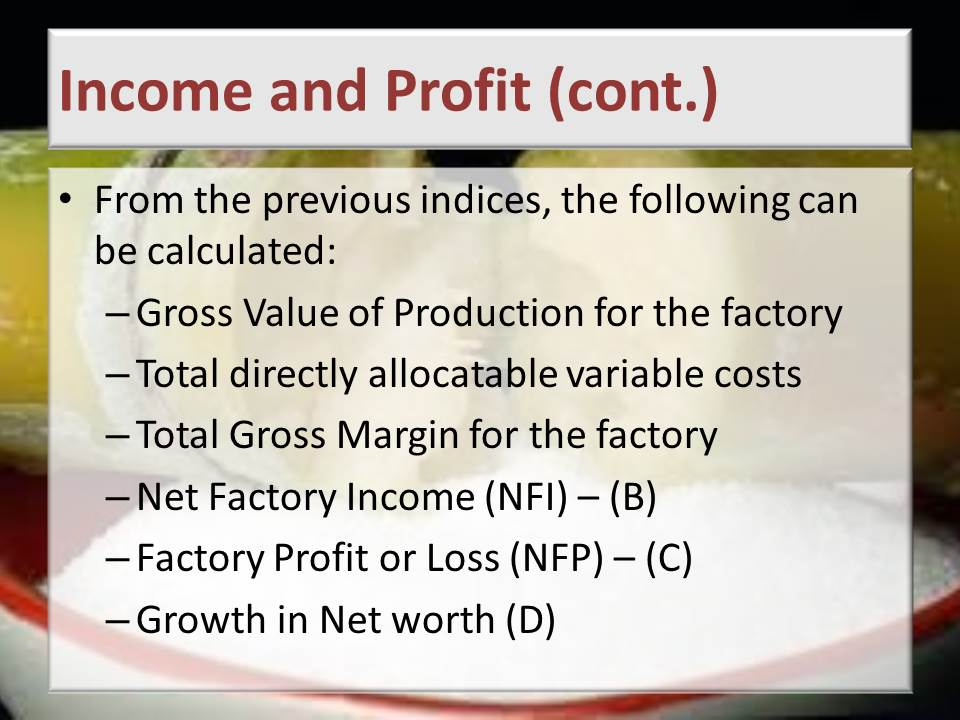 Income and Profit (cont.)
• From the previous indices, the following can
be calculated:
– Gross Value of Production for the factory
– Total directly allocatable variable costs
– Total Gross Margin for the factory
– Net Factory Income (NFI) – (B)
– Factory Profit or Loss (NFP) – (C)
– Growth in Net worth (D)